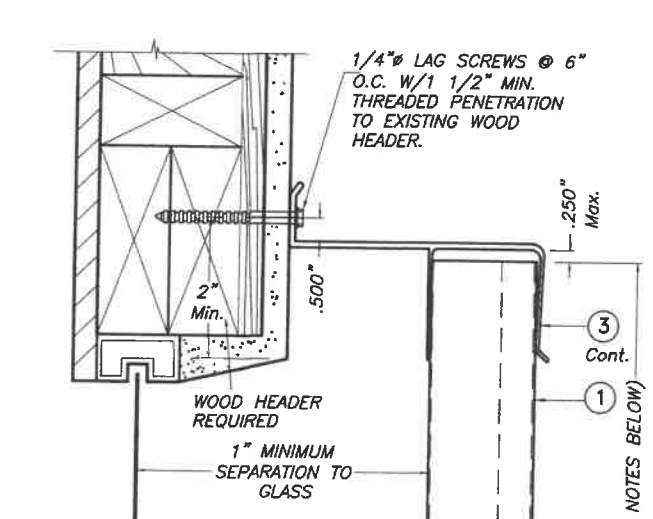 1/4"ø LAG SCREWS @ 6"
O.C. W/1 1/2" MIN.
THREADED PENETRATION
TO EXISTING WOOD
HEADER.
.250"
Max.
.500"
2"
Min.
3
Cont.
1
WOOD HEADER
REQUIRED
1" MINIMUM
SEPARATION TO
GLASS
NOTES BELOW)